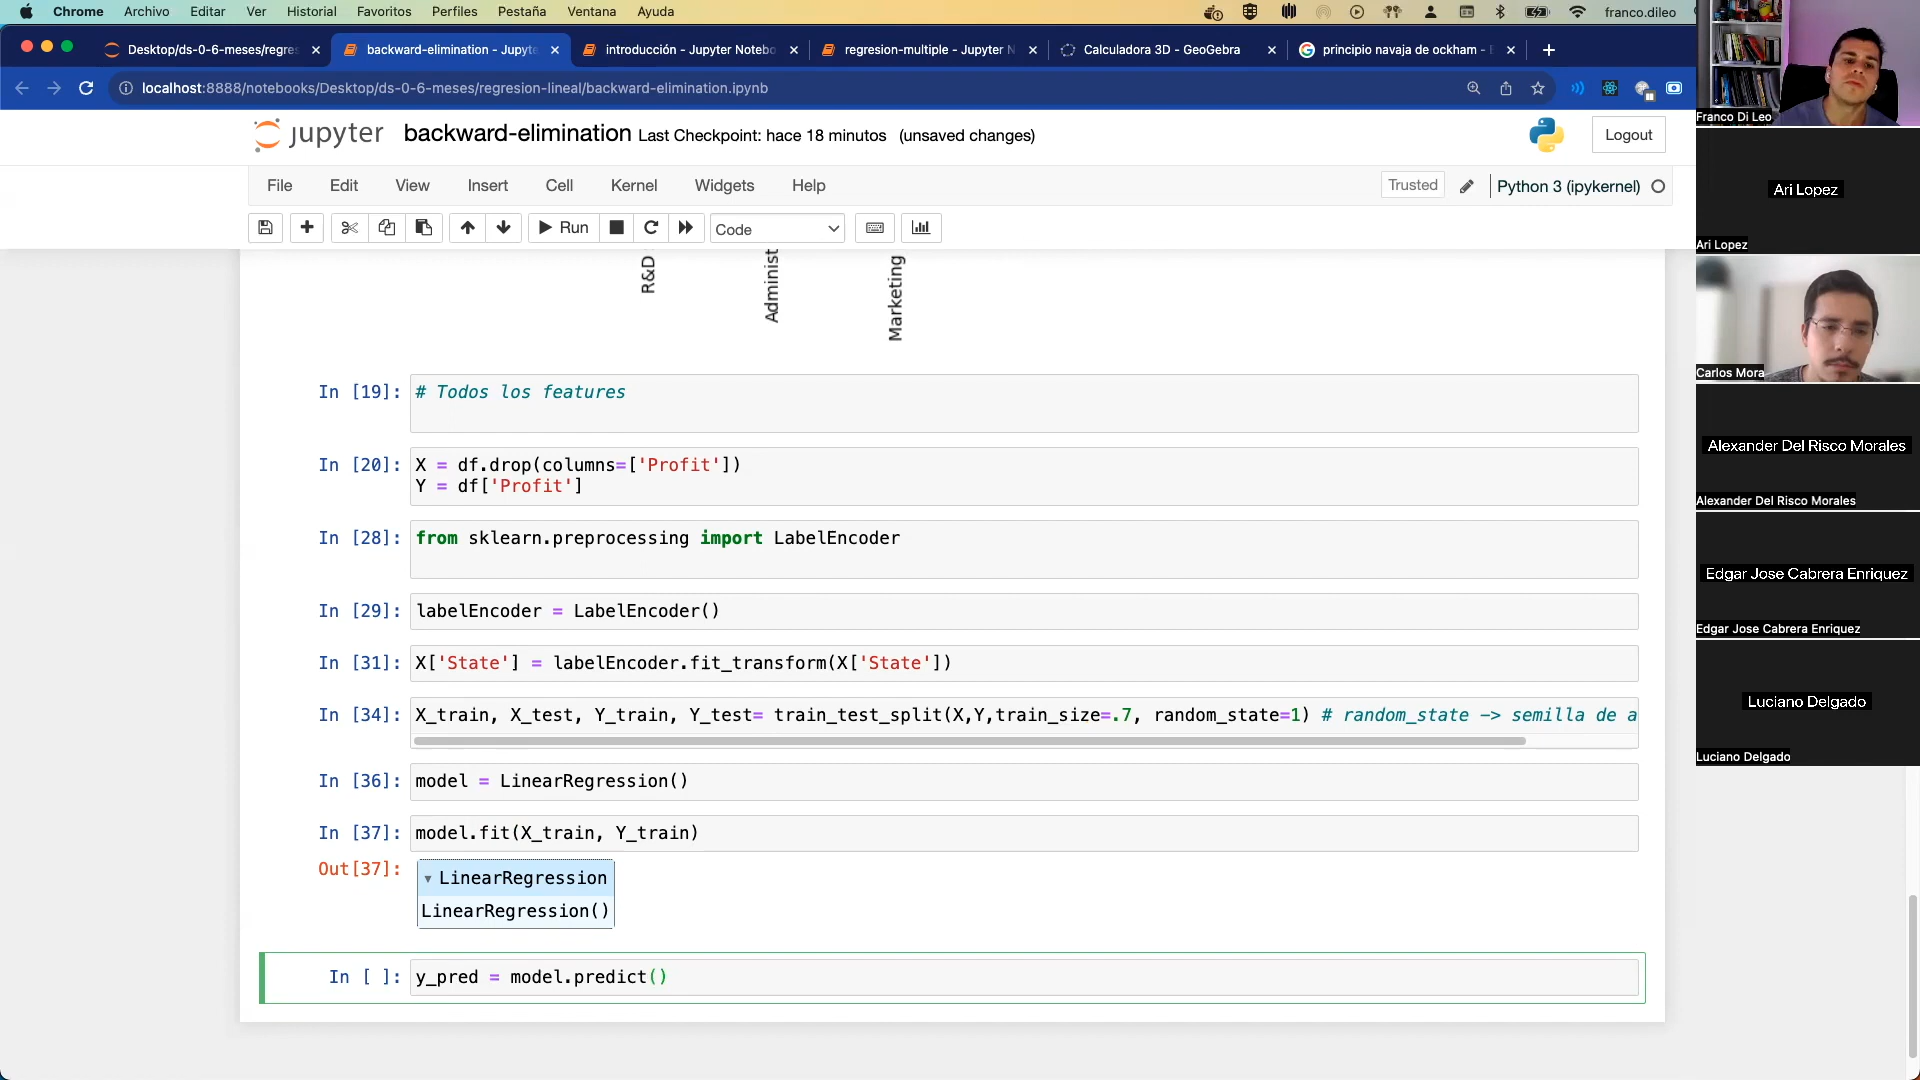 Chrome Archivo Editar Ver Historial Favoritos Perfiles Pestaña Ventana Ayuda franco.dileo
Desktop/ds-0-6-meses/regres
backward-elimination - Jupyte
introducción - Jupyter Notebo
regresion-multiple - Jupyter N
Calculadora 3D - GeoGebra
principio navaja de ockham - B
localhost:8888/notebooks/Desktop/ds-0-6-meses/regresion-lineal/backward-elimination.ipynb
jupyter backward-elimination Last Checkpoint: hace 18 minutos (unsaved changes)
Logout
File Edit View Insert Cell Kernel Widgets Help
Trusted Python 3 (ipykernel)
Run Code
R&D
Administ
Marketing
In [19]: # Todos los features
In [20]: X = df.drop(columns=['Profit'])
Y = df['Profit']
In [28]: from sklearn.preprocessing import LabelEncoder
In [29]: labelEncoder = LabelEncoder()
In [31]: X['State'] = labelEncoder.fit_transform(X['State'])
In [34]: X_train, X_test, Y_train, Y_test= train_test_split(X,Y,train_size=.7, random_state=1) # random_state -> semilla de a
In [36]: model = LinearRegression()
In [37]: model.fit(X_train, Y_train)
Out[37]: LinearRegression
LinearRegression()
In [ ]: y_pred = model.predict()
Franco Di Leo
Ari Lopez
Ari Lopez
Carlos Mora
Alexander Del Risco Morales
Alexander Del Risco Morales
Edgar Jose Cabrera Enriquez
Edgar Jose Cabrera Enriquez
Luciano Delgado
Luciano Delgado